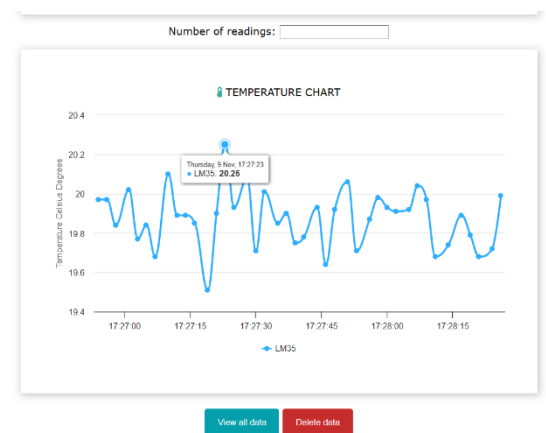 Number of readings:
TEMPERATURE CHART
20.4
20.2
20
19.8
19.6
19.4
Temperature Celsius Degrees
Thursday, 9 Nov, 17:27:23
LM35: 20.26
17:27:00 17:27:15 17:27:30 17:27:45 17:28:00 17:28:15
LM35
View all data Delete data